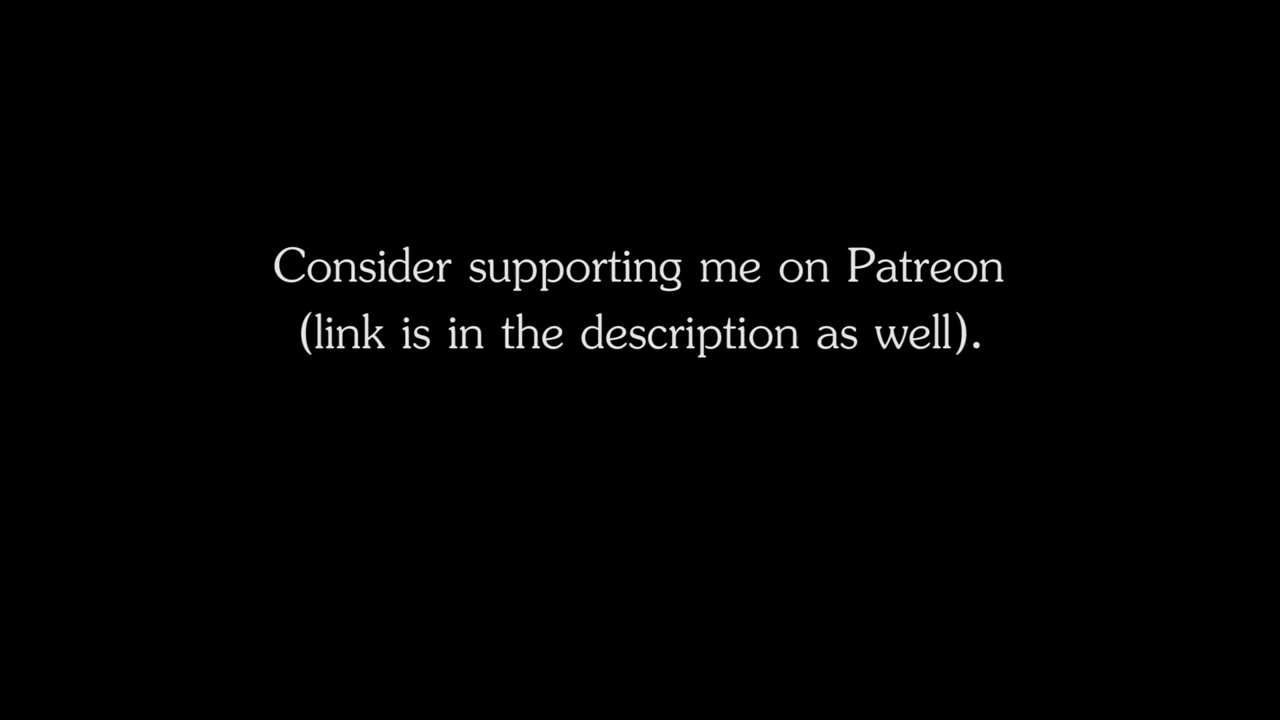 Consider supporting me on Patreon
(link is in the description as well).